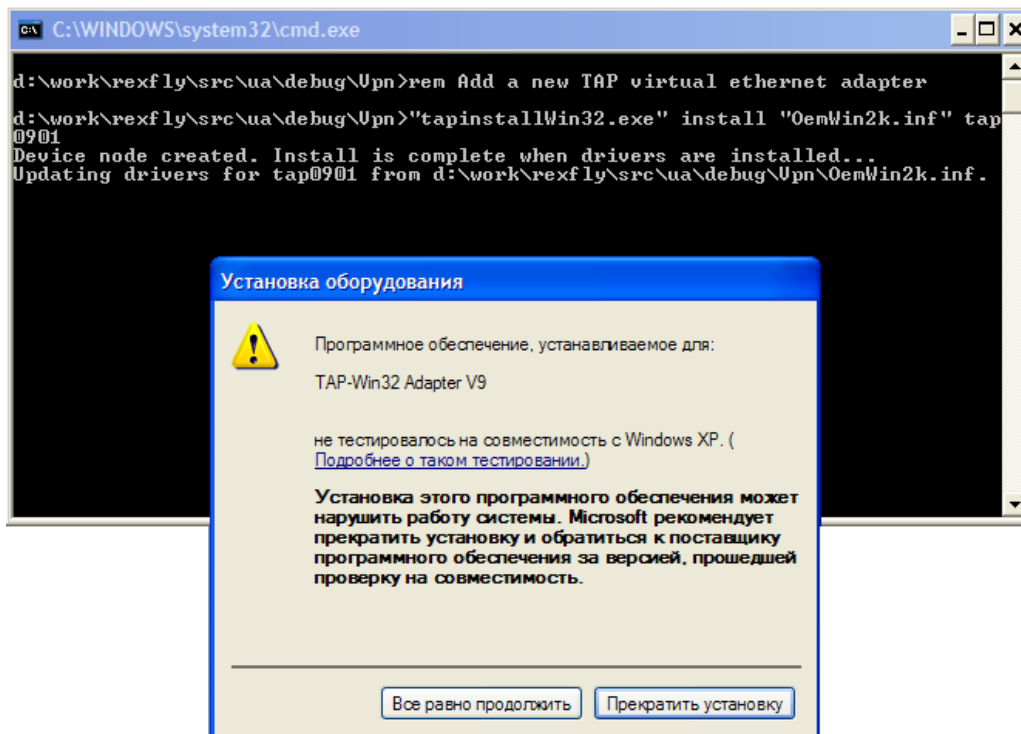 C:\WINDOWS\system32\cmd.exe
d:\work\rexfly\src\ua\debug\Vpn>rem Add a new TAP virtual ethernet adapter
d:\work\rexfly\src\ua\debug\Vpn>"tapinstallWin32.exe" install "OemWin2k.inf" tap
0901
Device node created. Install is complete when drivers are installed...
Updating drivers for tap0901 from d:\work\rexfly\src\ua\debug\Vpn\OemWin2k.inf.
Установка оборудования
Программное обеспечение, устанавливаемое для:
TAP-Win32 Adapter V9
не тестировалось на совместимость с Windows XP. (
Подробнее о таком тестировании.)
Установка этого программного обеспечения может
нарушить работу системы. Microsoft рекомендует
прекратить установку и обратиться к поставщику
программного обеспечения за версией, прошедшей
проверку на совместимость.
Все равно продолжить
Прекратить установку